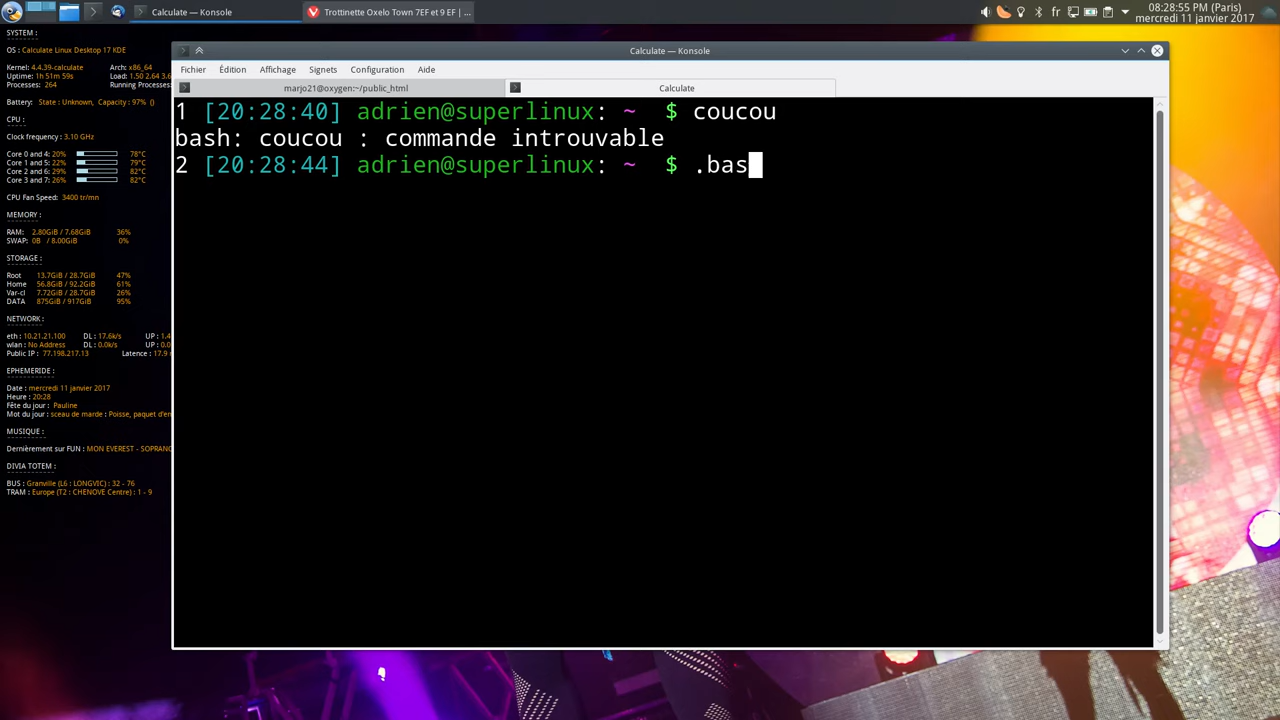 Calculate — Konsole
Trottinette Oxelo Town 7EF et 9 EF | ...
fr
08:28:55 PM (Paris)
mercredi 11 janvier 2017
SYSTEM :
OS : Calculate Linux Desktop 17 KDE
Kernel: 4.4.39-calculate Arch: x86_64
Uptime: 1h 51m 59s Load: 1.50 2.64 3.6
Processes: 264 Running Processes:
Battery: State : Unknown, Capacity : 97% ()
CPU :
Clock frequency : 3.10 GHz
Core 0 and 4: 20% 78°C
Core 1 and 5: 22% 79°C
Core 2 and 6: 29% 82°C
Core 3 and 7: 26% 82°C
CPU Fan Speed: 3400 tr/mn
MEMORY :
RAM: 2.80GiB / 7.68GiB 36%
SWAP: 0B / 8.00GiB 0%
STORAGE :
Root 13.7GiB / 28.7GiB 47%
Home 56.8GiB / 92.2GiB 61%
Var-cl 7.72GiB / 28.7GiB 26%
DATA 875GiB / 917GiB 95%
NETWORK :
eth : 10.21.21.100 DL : 17.6k/s UP : 1.4
wlan : No Address DL : 0.0k/s UP : 0.0
Public IP : 77.198.217.13 Latence : 17.9
EPHEMERIDE :
Date : mercredi 11 janvier 2017
Heure : 20:28
Fête du jour : Pauline
Mot du jour : sceau de marde : Poisse, paquet d'en
MUSIQUE :
Dernièrement sur FUN : MON EVEREST - SOPRANO
DIVIA TOTEM :
BUS : Granville (L6 : LONGVIC) : 32 - 76
TRAM : Europe (T2 : CHENOVE Centre) : 1 - 9
Calculate — Konsole
Fichier Édition Affichage Signets Configuration Aide
marjo21@oxygen:~/public_html Calculate
1 [20:28:40] adrien@superlinux: ~ $ coucou
bash: coucou : commande introuvable
2 [20:28:44] adrien@superlinux: ~ $ .bas